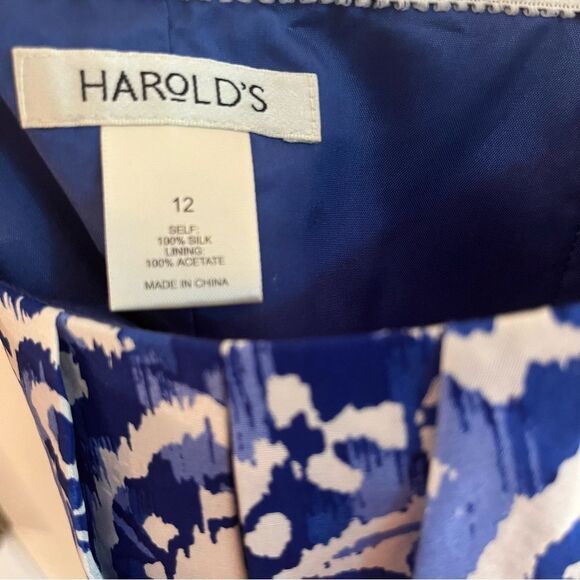 HAROLD'S
12
SELF:
100% SILK
LINING:
100% ACETATE
MADE IN CHINA